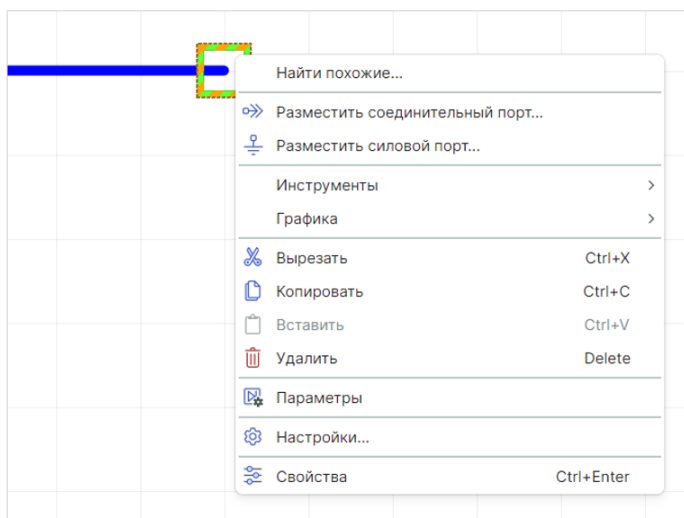 Найти похожие...
Разместить соединительный порт...
Разместить силовой порт...
Инструменты
Графика
Вырезать Ctrl+X
Копировать Ctrl+C
Вставить Ctrl+V
Удалить Delete
Параметры
Настройки...
Свойства Ctrl+Enter